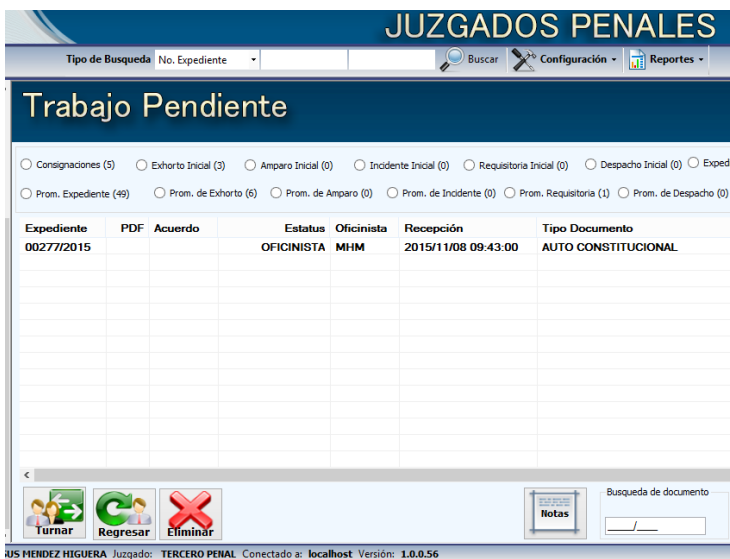 JUZGADOS PENALES
Tipo de Busqueda No. Expediente Buscar Configuración Reportes
Trabajo Pendiente
Consignaciones (5) Exhorto Inicial (3) Amparo Inicial (0) Incidente Inicial (0) Requisitoria Inicial (0) Despacho Inicial (0) Exped
Prom. Expediente (49) Prom. de Exhorto (6) Prom. de Amparo (0) Prom. de Incidente (0) Prom. Requisitoria (1) Prom. de Despacho (0)
Expediente PDF Acuerdo Estatus Oficinista Recepción Tipo Documento
00277/2015 OFICINISTA MHM 2015/11/08 09:43:00 AUTO CONSTITUCIONAL
Busqueda de documento
Turnar Regresar Eliminar Notas ___/___
SUS MENDEZ HIGUERA Juzgado: TERCERO PENAL Conectado a: localhost Versión: 1.0.0.56